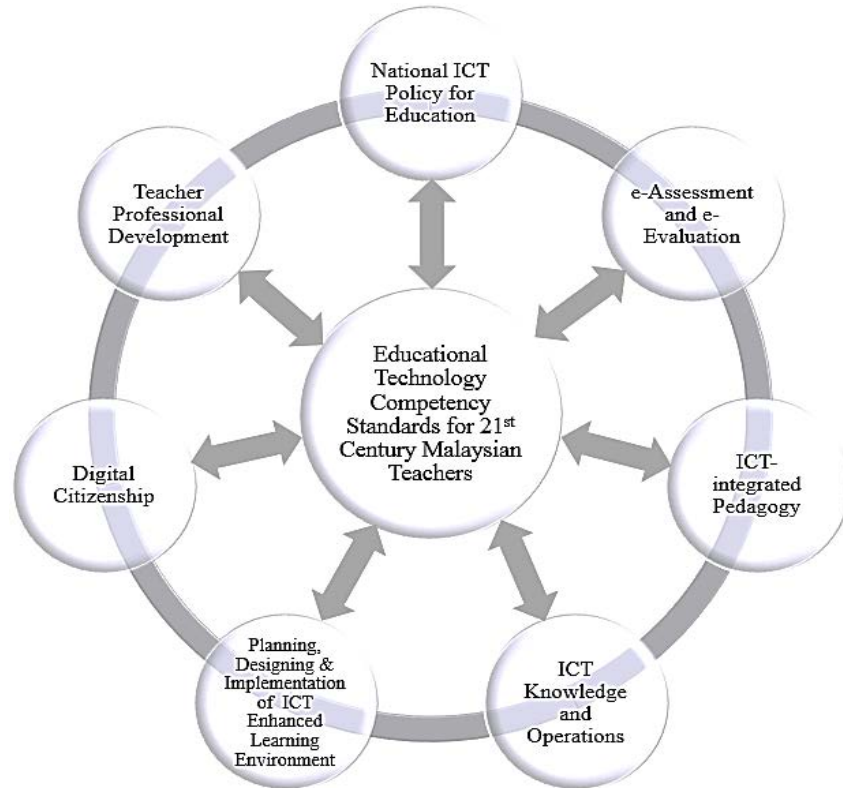 National ICT
Policy for
Education
e-Assessment
and e-
Evaluation
ICT-
integrated
Pedagogy
ICT
Knowledge
and
Operations
Planning,
Designing &
Implementation
of ICT
Enhanced
Learning
Environment
Digital
Citizenship
Teacher
Professional
Development
Educational
Technology
Competency
Standards for 21st
Century Malaysian
Teachers